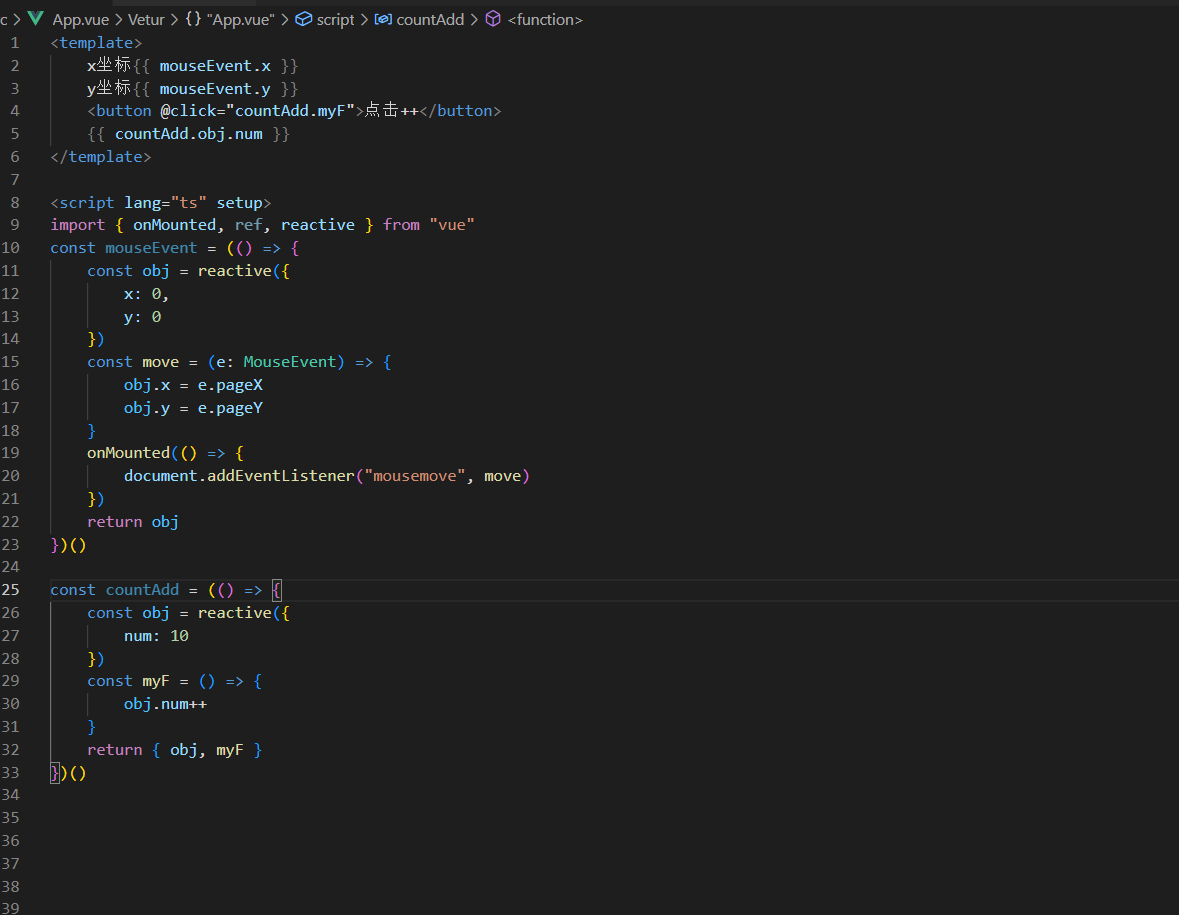 c > App.vue > Vetur > {} "App.vue" > script > countAdd > <function>
1 <template>
2     x坐标{{ mouseEvent.x }}
3     y坐标{{ mouseEvent.y }}
4     <button @click="countAdd.myF">点击++</button>
5     {{ countAdd.obj.num }}
6 </template>
7
8 <script lang="ts" setup>
9 import { onMounted, ref, reactive } from "vue"
10 const mouseEvent = (() => {
11     const obj = reactive({
12         x: 0,
13         y: 0
14     })
15     const move = (e: MouseEvent) => {
16         obj.x = e.pageX
17         obj.y = e.pageY
18     }
19     onMounted(() => {
20         document.addEventListener("mousemove", move)
21     })
22     return obj
23 })()
24
25 const countAdd = (() => {
26     const obj = reactive({
27         num: 10
28     })
29     const myF = () => {
30         obj.num++
31     }
32     return { obj, myF }
33 })()
34
35
36
37
38
39